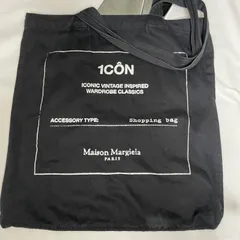 1CÔN
ICONIC VINTAGE INSPIRED
WARDROBE CLASSICS
ACCESSORY TYPE: Shopping bag
Maison Margiela
PARIS